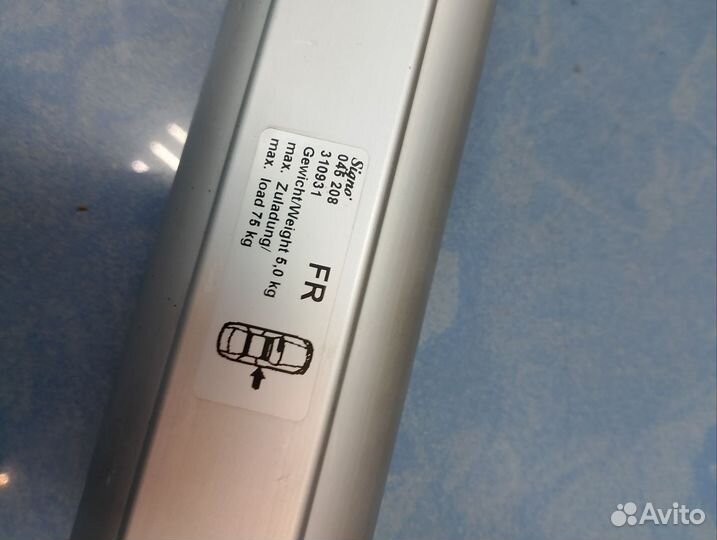 Signo
046 208
310931
Gewicht/Weight 5,0 kg
max. Zuladung/
max. load 75 kg
FR
Avito